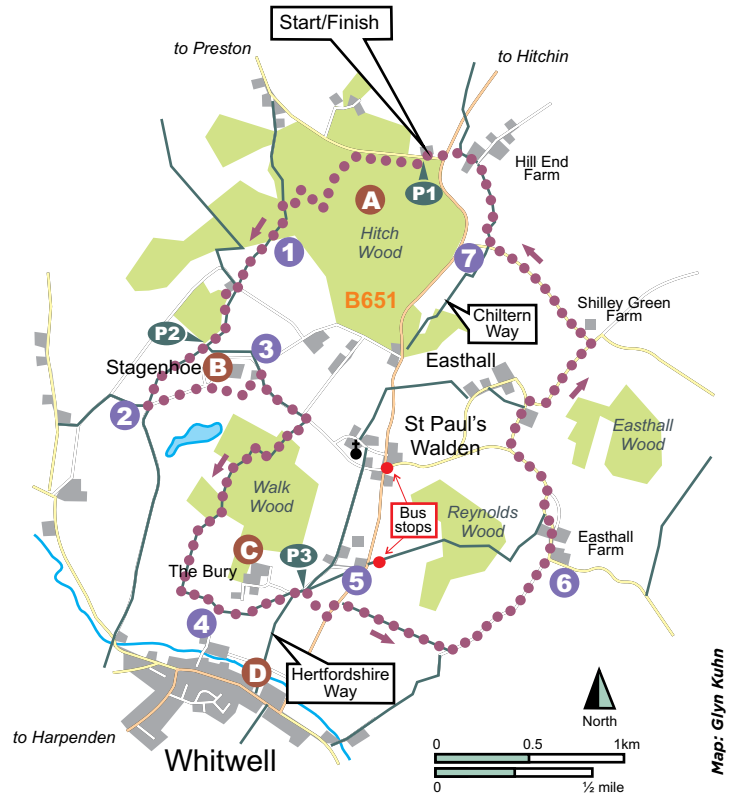 Start/Finish
to Preston
to Hitchin
Hill End
Farm
P1
A
Hitch
Wood
1
7
B651
Chiltern
Way
Shilley Green
Farm
P2
3
Stagenhoe
B
Easthall
2
St Paul's
Walden
Easthall
Wood
Walk
Wood
Bus
stops
Reynolds
Wood
C
P3
The Bury
5
Easthall
Farm
6
4
D
Hertfordshire
Way
North
to Harpenden
Whitwell
0 0.5 1km
0 ½ mile
Map: Glyn Kuhn